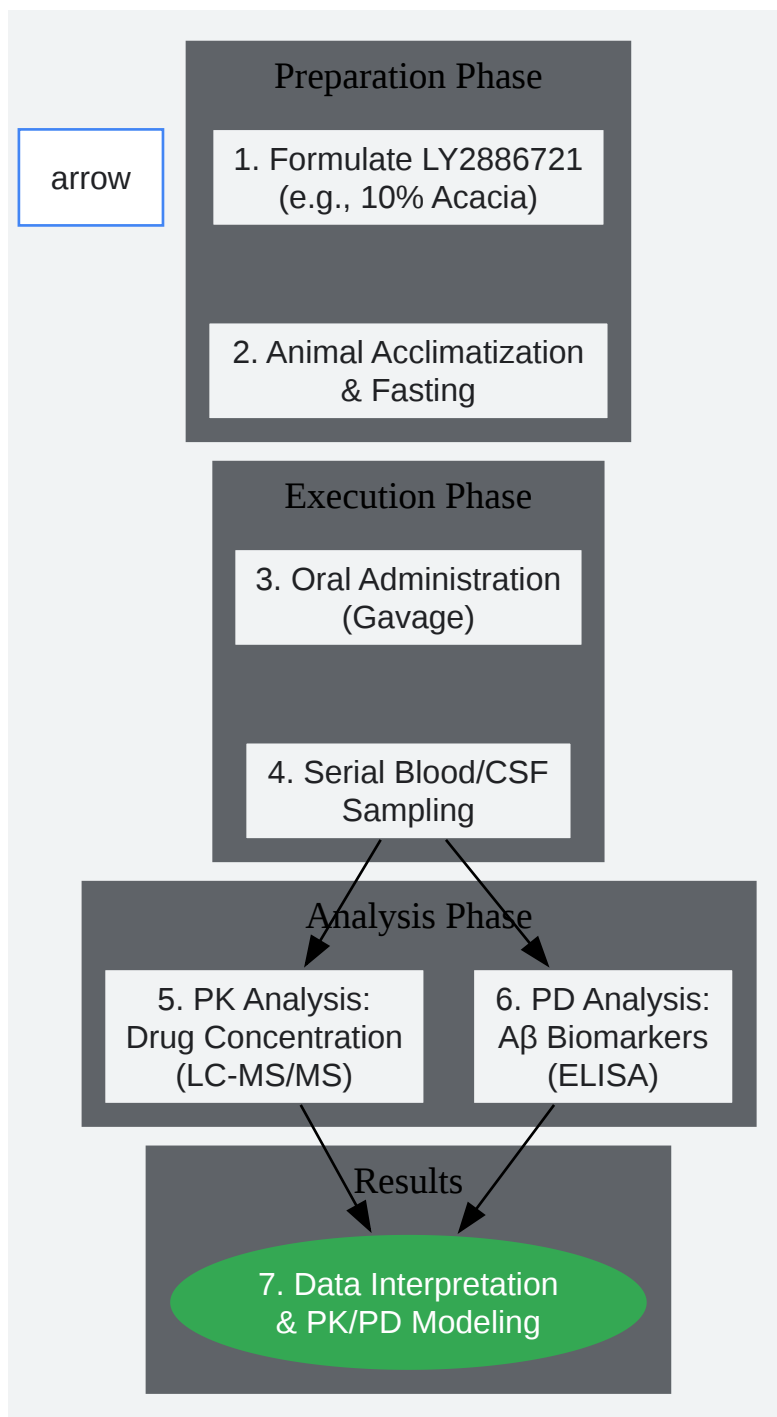 Preparation Phase
arrow
1. Formulate LY2886721
(e.g., 10% Acacia)
2. Animal Acclimatization
& Fasting
Execution Phase
3. Oral Administration
(Gavage)
4. Serial Blood/CSF
Sampling
Analysis Phase
5. PK Analysis:
Drug Concentration
(LC-MS/MS)
6. PD Analysis:
Aβ Biomarkers
(ELISA)
Results
7. Data Interpretation
& PK/PD Modeling